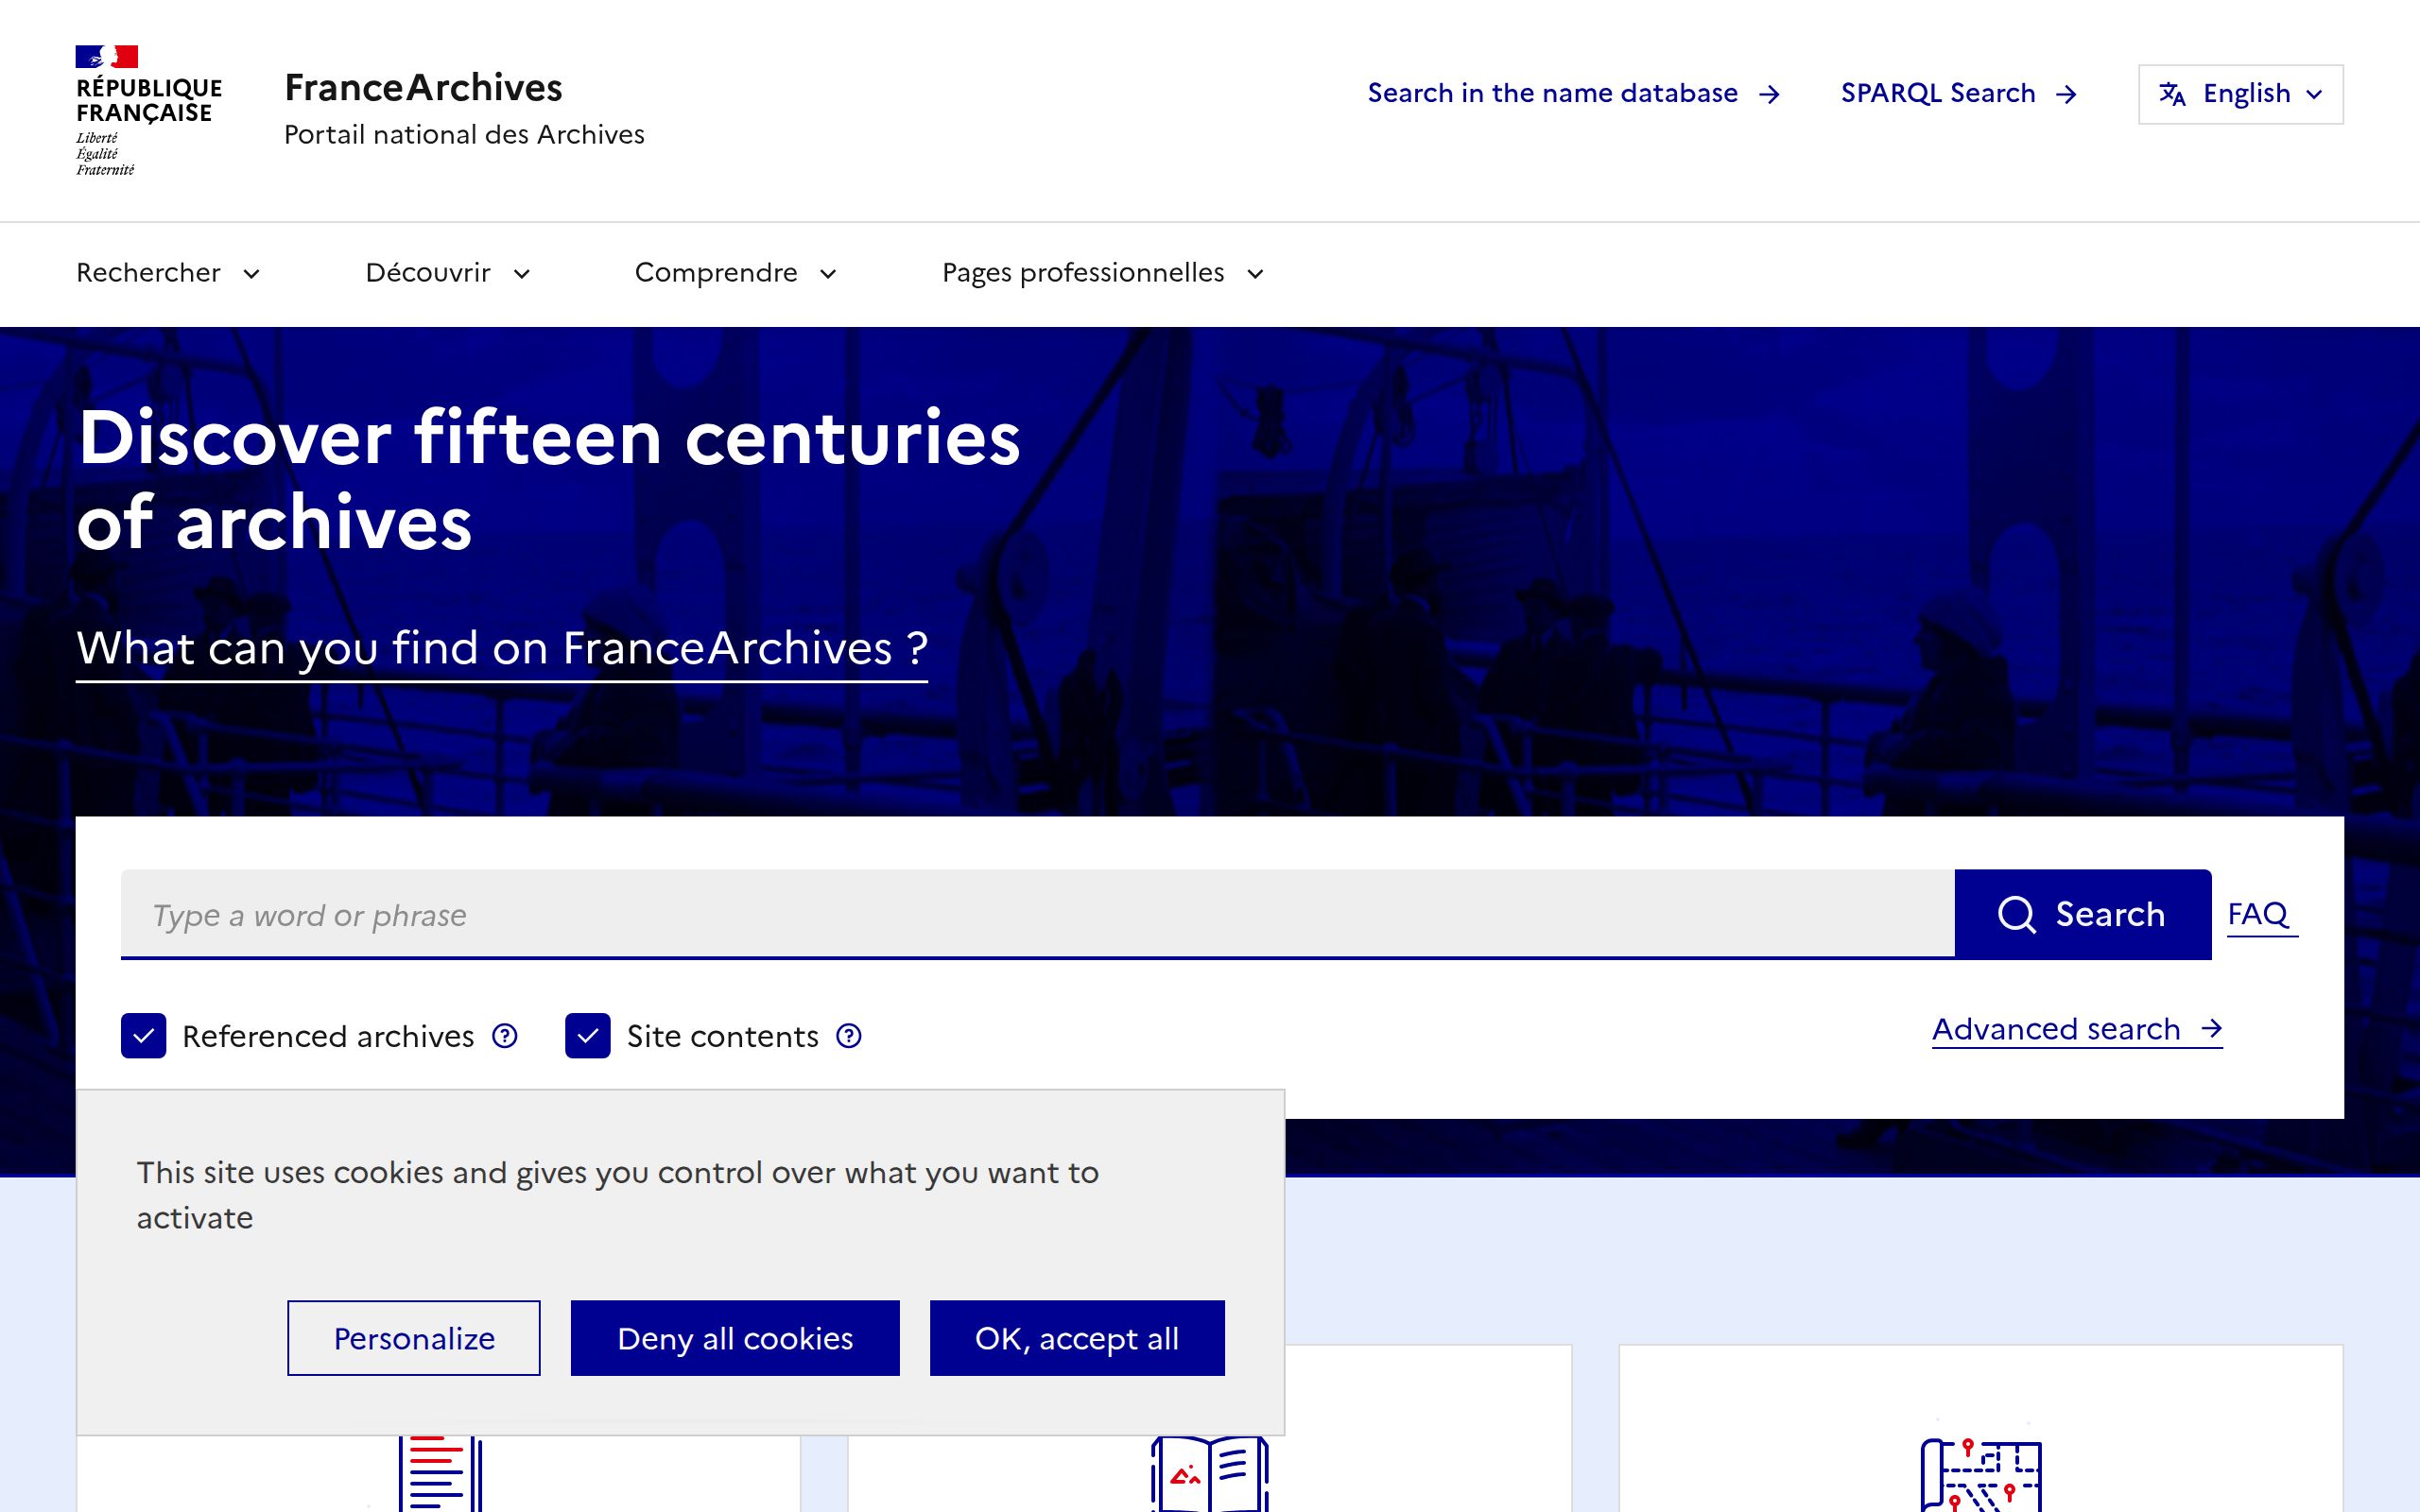 RÉPUBLIQUE
FRANÇAISE
Liberté
Égalité
Fraternité
FranceArchives
Portail national des Archives
Search in the name database
SPARQL Search
English
Rechercher
Découvrir
Comprendre
Pages professionnelles
Discover fifteen centuries
of archives
What can you find on FranceArchives ?
Type a word or phrase
Search
FAQ
Referenced archives
Site contents
Advanced search
This site uses cookies and gives you control over what you want to
activate
Personalize
Deny all cookies
OK, accept all